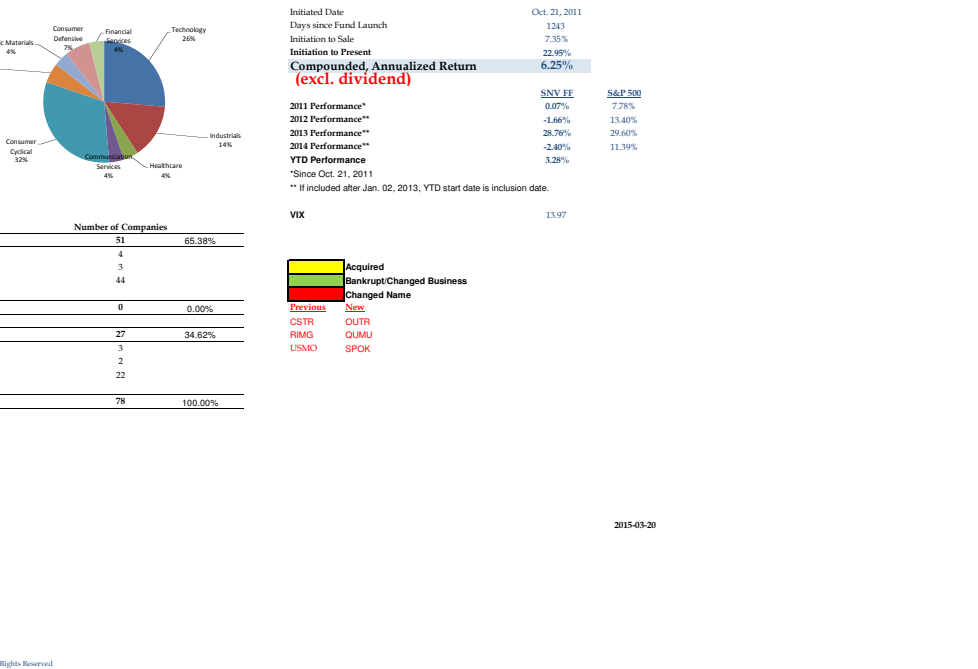 Consumer
Defensive
7%
Financial
Services
4%
Technology
26%
ic Materials
4%
Industrials
14%
Consumer
Cyclical
32%
Communication
Services
4%
Healthcare
4%
Number of Companies
51 65.38%
4
3
44
0 0.00%
27 34.62%
3
2
22
78 100.00%
Initiated Date Oct. 21, 2011
Days since Fund Launch 1243
Initiation to Sale 7.35%
Initiation to Present 22.95%
Compounded, Annualized Return 6.25%
(excl. dividend)
SNV FF S&P 500
2011 Performance* 0.07% 7.78%
2012 Performance** -1.66% 13.40%
2013 Performance** 28.76% 29.60%
2014 Performance** -2.40% 11.39%
YTD Performance 3.28%
*Since Oct. 21, 2011
** If included after Jan. 02, 2013, YTD start date is inclusion date.
VIX 13.97
Acquired
Bankrupt/Changed Business
Changed Name
Previous New
CSTR OUTR
RIMG QUMU
USMO SPOK
2015-03-20
Rights Reserved